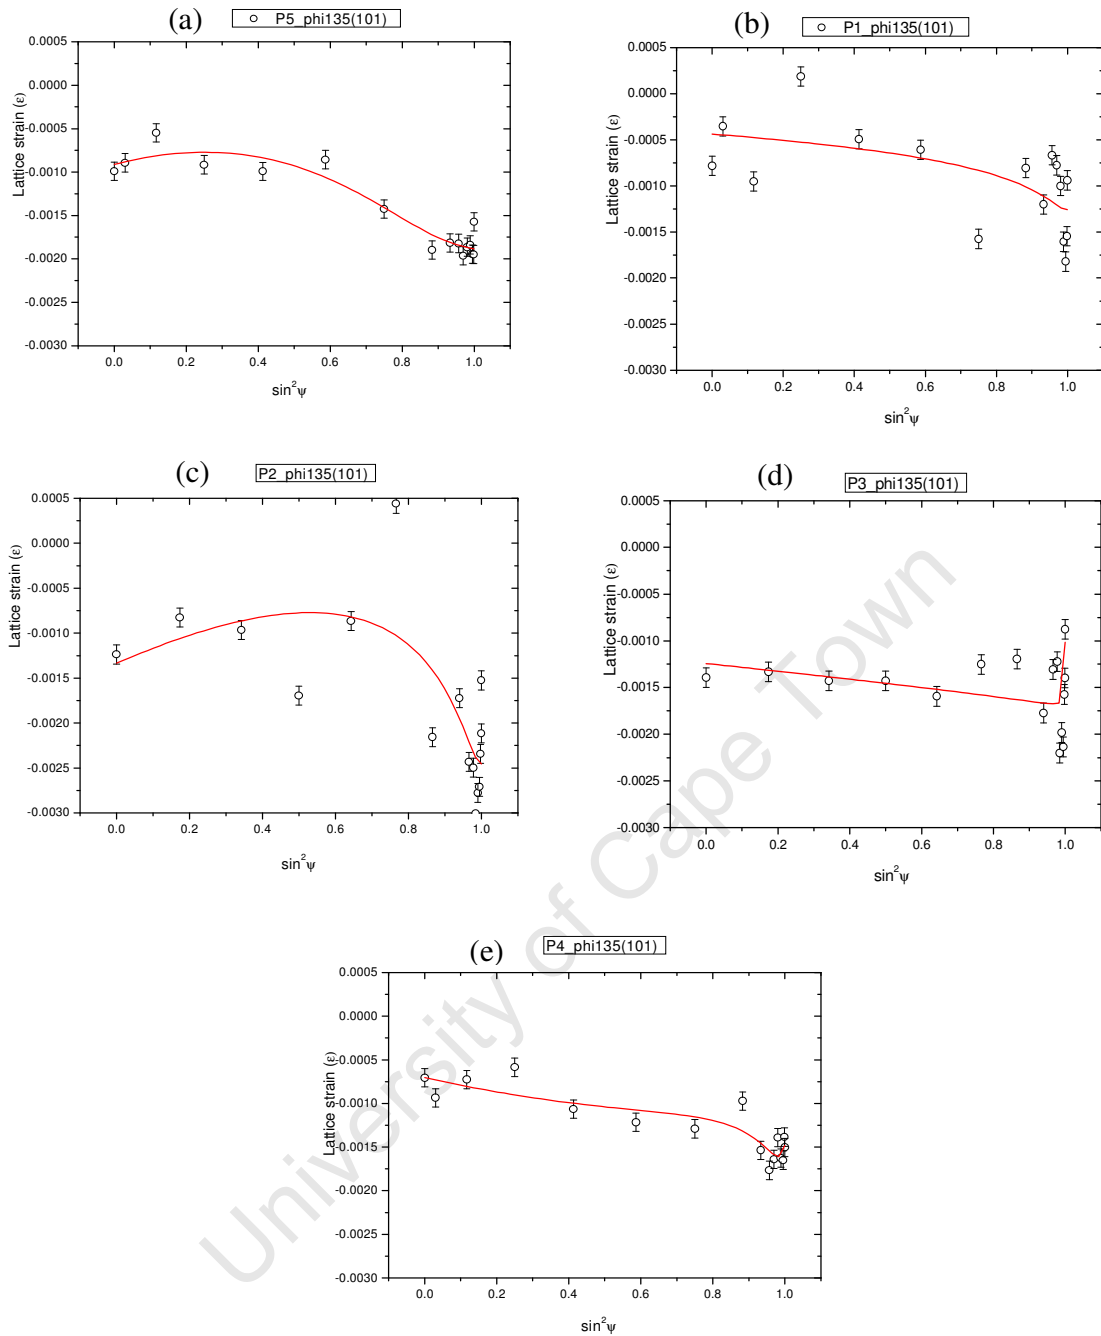 (a)
P5_phi135(101)
0.0005
0.0000
-0.0005
-0.0010
-0.0015
-0.0020
-0.0025
-0.0030
Lattice strain (ε)
0.0 0.2 0.4 0.6 0.8 1.0
sin²ψ
(b)
P1_phi135(101)
0.0005
0.0000
-0.0005
-0.0010
-0.0015
-0.0020
-0.0025
-0.0030
Lattice strain (ε)
0.0 0.2 0.4 0.6 0.8 1.0
sin²ψ
(c)
P2_phi135(101)
0.0005
0.0000
-0.0005
-0.0010
-0.0015
-0.0020
-0.0025
-0.0030
Lattice strain (ε)
0.0 0.2 0.4 0.6 0.8 1.0
sin²ψ
(d)
P3_phi135(101)
0.0005
0.0000
-0.0005
-0.0010
-0.0015
-0.0020
-0.0025
-0.0030
Lattice strain (ε)
0.0 0.2 0.4 0.6 0.8 1.0
sin²ψ
(e)
P4_phi135(101)
0.0005
0.0000
-0.0005
-0.0010
-0.0015
-0.0020
-0.0025
-0.0030
Lattice strain (ε)
0.0 0.2 0.4 0.6 0.8 1.0
sin²ψ
University of Cape Town